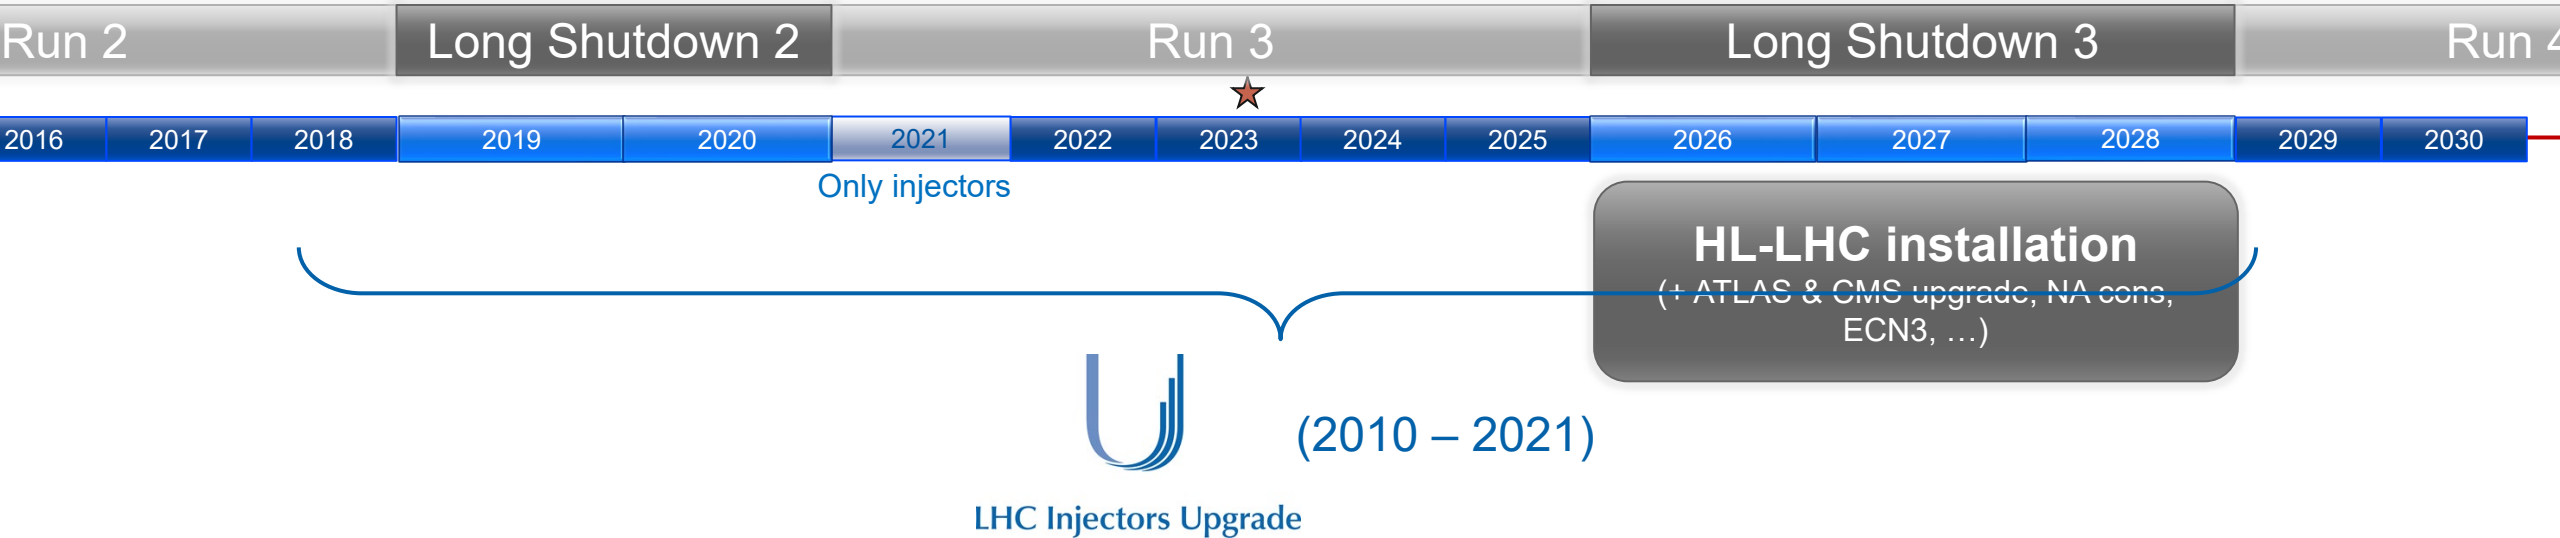 Run 2
Long Shutdown 2
Run 3
Long Shutdown 3
Run 4
2016
2017
2018
2019
2020
2021
2022
2023
2024
2025
2026
2027
2028
2029
2030
Only injectors
HL-LHC installation
(+ ATLAS & CMS upgrade, NA cons,
ECN3, …)
(2010 – 2021)
LHC Injectors Upgrade